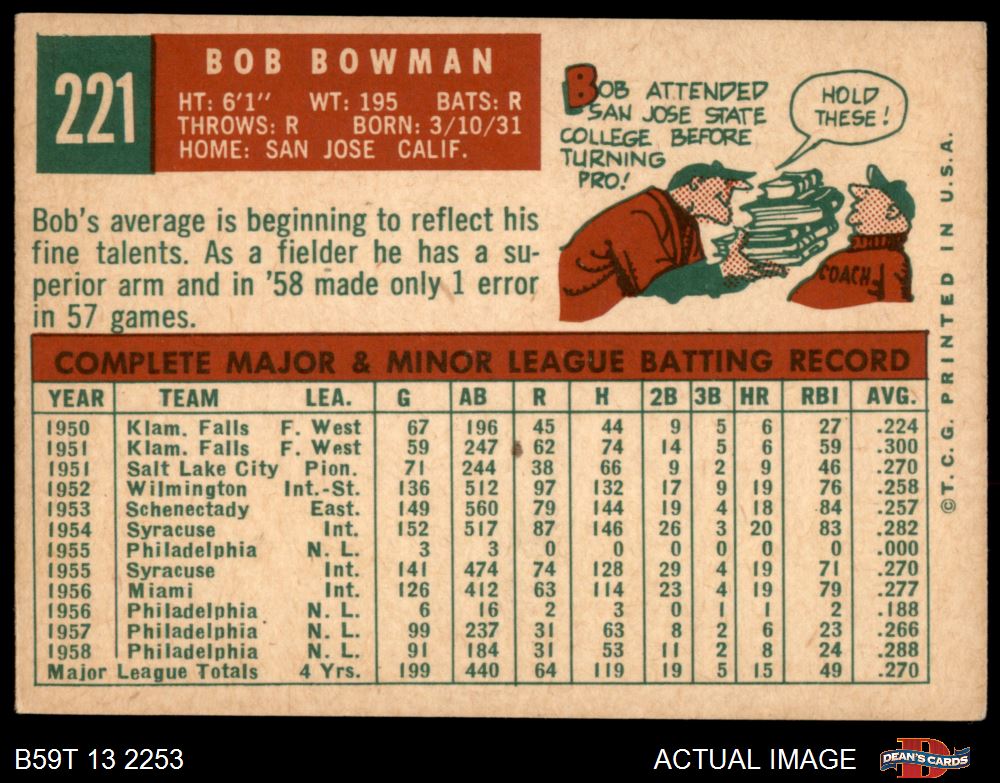 221
BOB BOWMAN
HT: 6'1" WT: 195 BATS: R
THROWS: R BORN: 3/10/31
HOME: SAN JOSE CALIF.
BOB ATTENDED
SAN JOSE STATE
COLLEGE BEFORE
TURNING
PRO!
HOLD
THESE!
COACH
Bob's average is beginning to reflect his
fine talents. As a fielder he has a su-
perior arm and in '58 made only 1 error
in 57 games.
COMPLETE MAJOR & MINOR LEAGUE BATTING RECORD
YEAR TEAM LEA. G AB R H 2B 3B HR RBI AVG.
1950 Klam. Falls F. West 67 196 45 44 9 5 6 27 .224
1951 Klam. Falls F. West 59 247 62 74 14 5 6 59 .300
1951 Salt Lake City Pion. 71 244 38 66 9 2 9 46 .270
1952 Wilmington Int.-St. 136 512 97 132 17 9 19 76 .258
1953 Schenectady East. 149 560 79 144 19 4 18 84 .257
1954 Syracuse Int. 152 517 87 146 26 3 20 83 .282
1955 Philadelphia N. L. 3 3 0 0 0 0 0 0 .000
1955 Syracuse Int. 141 474 74 128 29 4 19 71 .270
1956 Miami Int. 126 412 63 114 23 4 19 79 .277
1956 Philadelphia N. L. 6 16 2 3 0 1 1 2 .188
1957 Philadelphia N. L. 99 237 31 63 8 2 6 23 .266
1958 Philadelphia N. L. 91 184 31 53 11 2 8 24 .288
Major League Totals 4 Yrs. 199 440 64 119 19 5 15 49 .270
© T. C. G. PRINTED IN U.S.A.
B59T 13 2253
ACTUAL IMAGE
DEAN'S CARDS